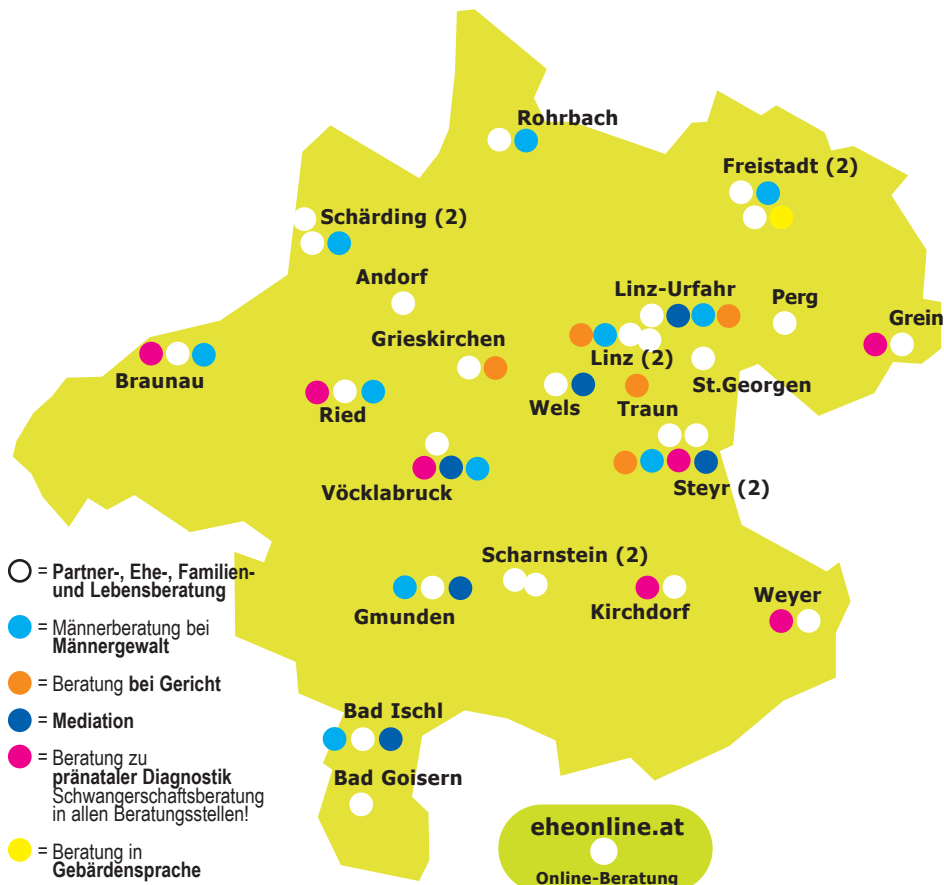 Rohrbach
Freistadt (2)
Schärding (2)
Andorf
Linz-Urfahr
Perg
Grein
Grieskirchen
Linz (2)
St.Georgen
Braunau
Ried
Wels
Traun
Vöcklabruck
Steyr (2)
Scharnstein (2)
Gmunden
Kirchdorf
Weyer
Bad Ischl
Bad Goisern
= Partner-, Ehe-, Familien-
und Lebensberatung
= Männerberatung bei
Männergewalt
= Beratung bei Gericht
= Mediation
= Beratung zu
pränataler Diagnostik
Schwangerschaftsberatung
in allen Beratungsstellen!
= Beratung in
Gebärdensprache
eheonline.at
Online-Beratung